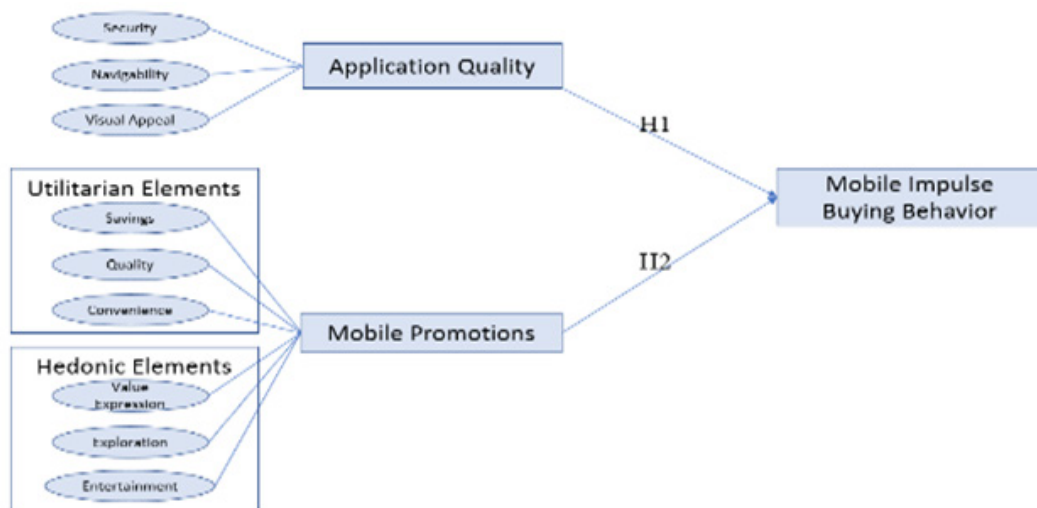 Security
Navigability
Visual Appeal
Application Quality
H1
Utilitarian Elements
Savings
Quality
Convenience
Mobile Impulse
Buying Behavior
H2
Mobile Promotions
Hedonic Elements
Value
Expression
Exploration
Entertainment